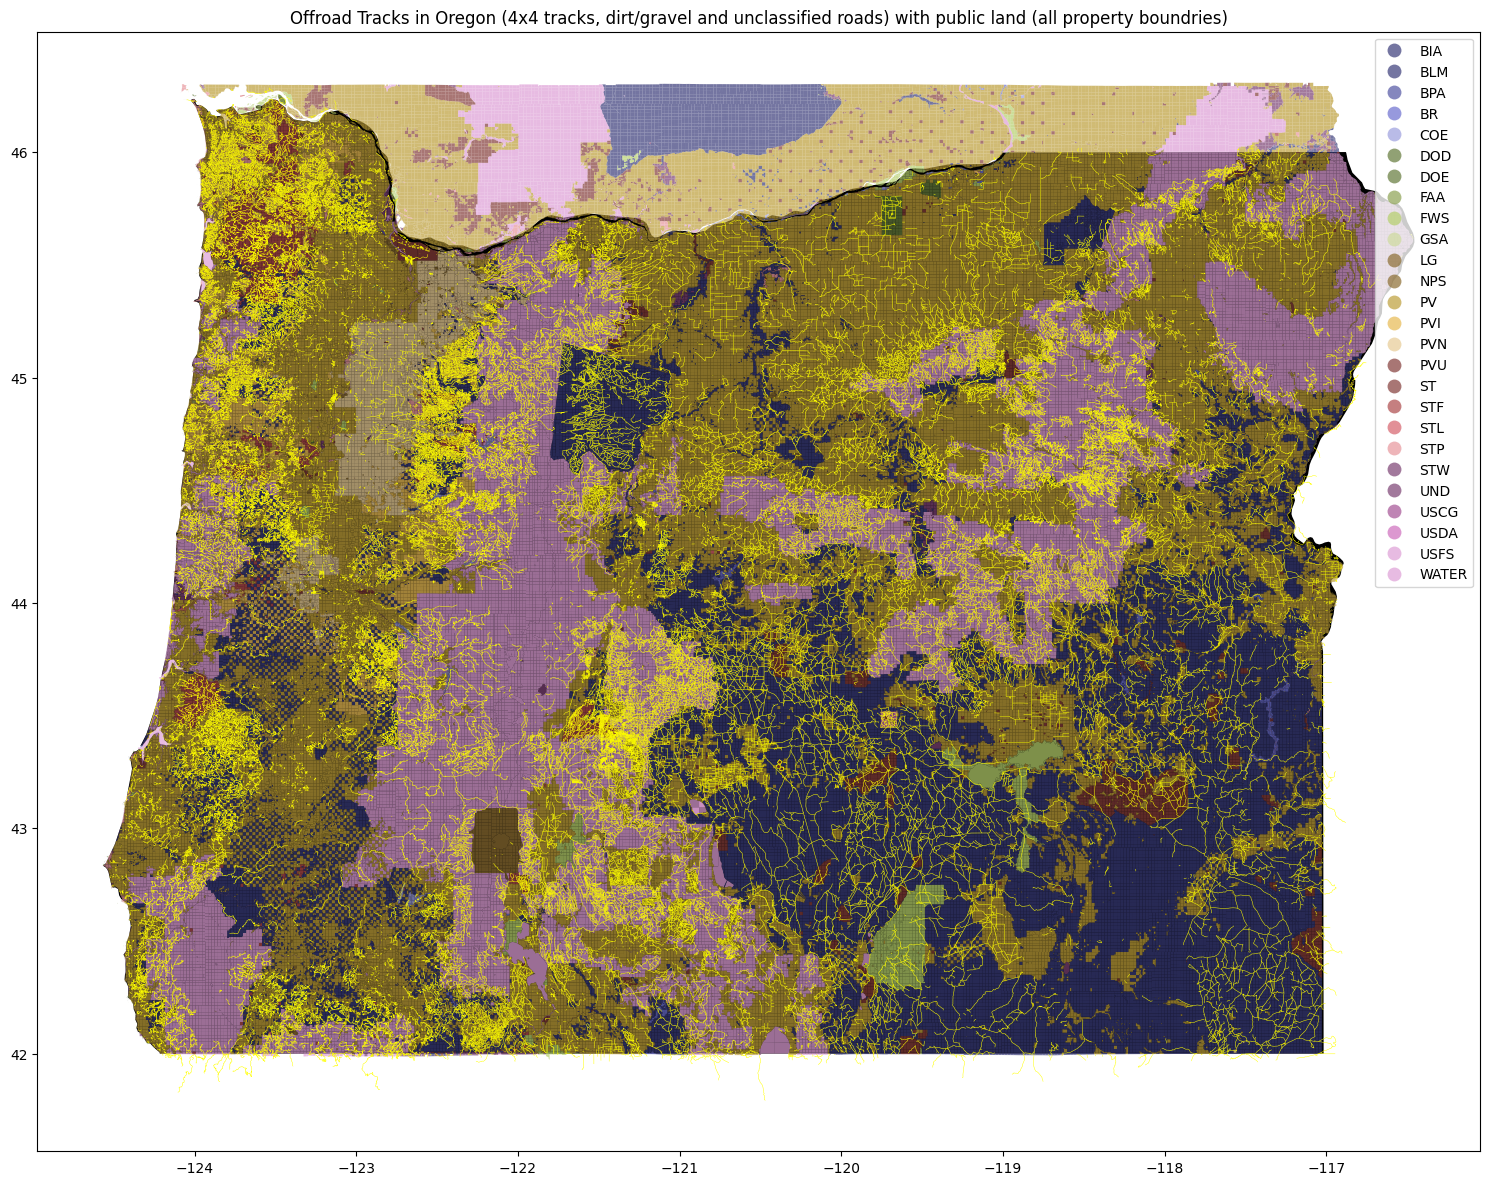 Offroad Tracks in Oregon (4x4 tracks, dirt/gravel and unclassified roads) with public land (all property boundries)
BIA
BLM
BPA
BR
COE
DOD
DOE
FAA
FWS
GSA
LG
NPS
PV
PVI
PVN
PVU
ST
STF
STL
STP
STW
UND
USCG
USDA
USFS
WATER
46
45
44
43
42
−124
−123
−122
−121
−120
−119
−118
−117